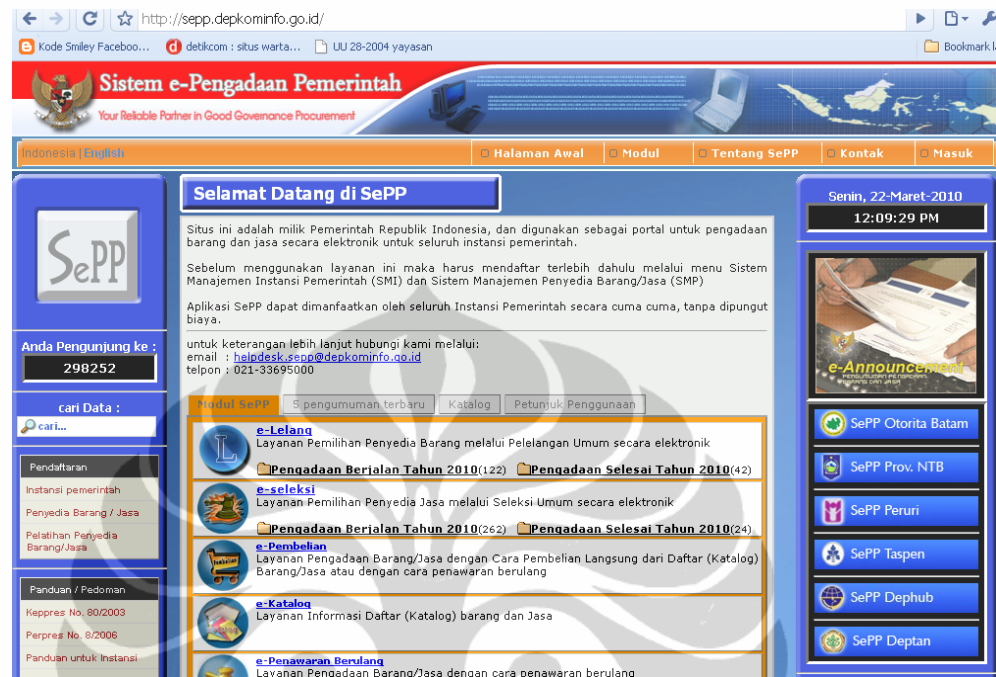 http://sepp.depkominfo.go.id/
Kode Smiley Faceboo... detikcom : situs warta... UU 28-2004 yayasan Bookmark la
Sistem e-Pengadaan Pemerintah
Your Reliable Partner in Good Governance Procurement
Indonesia | English Halaman Awal Modul Tentang SePP Kontak Masuk
SePP
Anda Pengunjung ke :
298252
cari Data :
cari...
Pendaftaran
Instansi pemerintah
Penyedia Barang / Jasa
Pelatihan Penyedia
Barang/Jasa
Panduan / Pedoman
Keppres No. 80/2003
Perpres No. 8/2006
Panduan untuk Instansi
Selamat Datang di SePP
Situs ini adalah milik Pemerintah Republik Indonesia, dan digunakan sebagai portal untuk pengadaan
barang dan jasa secara elektronik untuk seluruh instansi pemerintah.
Sebelum menggunakan layanan ini maka harus mendaftar terlebih dahulu melalui menu Sistem
Manajemen Instansi Pemerintah (SMI) dan Sistem Manajemen Penyedia Barang/Jasa (SMP)
Aplikasi SePP dapat dimanfaatkan oleh seluruh Instansi Pemerintah secara cuma cuma, tanpa dipungut
biaya.
untuk keterangan lebih lanjut hubungi kami melalui:
email : helpdesk.sepp@depkominfo.go.id
telpon : 021-33695000
Modul SePP 5 pengumuman terbaru Katalog Petunjuk Penggunaan
e-Lelang
Layanan Pemilihan Penyedia Barang melalui Pelelangan Umum secara elektronik
Pengadaan Berjalan Tahun 2010(122) Pengadaan Selesai Tahun 2010(42)
e-seleksi
Layanan Pemilihan Penyedia Jasa melalui Seleksi Umum secara elektronik
Pengadaan Berjalan Tahun 2010(262) Pengadaan Selesai Tahun 2010(24)
e-Pembelian
Layanan Pengadaan Barang/Jasa dengan Cara Pembelian Langsung dari Daftar (Katalog)
Barang/Jasa atau dengan cara penawaran berulang
e-Katalog
Layanan Informasi Daftar (Katalog) barang dan Jasa
e-Penawaran Berulang
Layanan Pengadaan Barang/Jasa dengan cara penawaran berulang
Senin, 22-Maret-2010
12:09:29 PM
e-Announcement
PENGUMUMAN PENGADAAN
BARANG DAN JASA
SePP Otorita Batam
SePP Prov. NTB
SePP Peruri
SePP Taspen
SePP Dephub
SePP Deptan